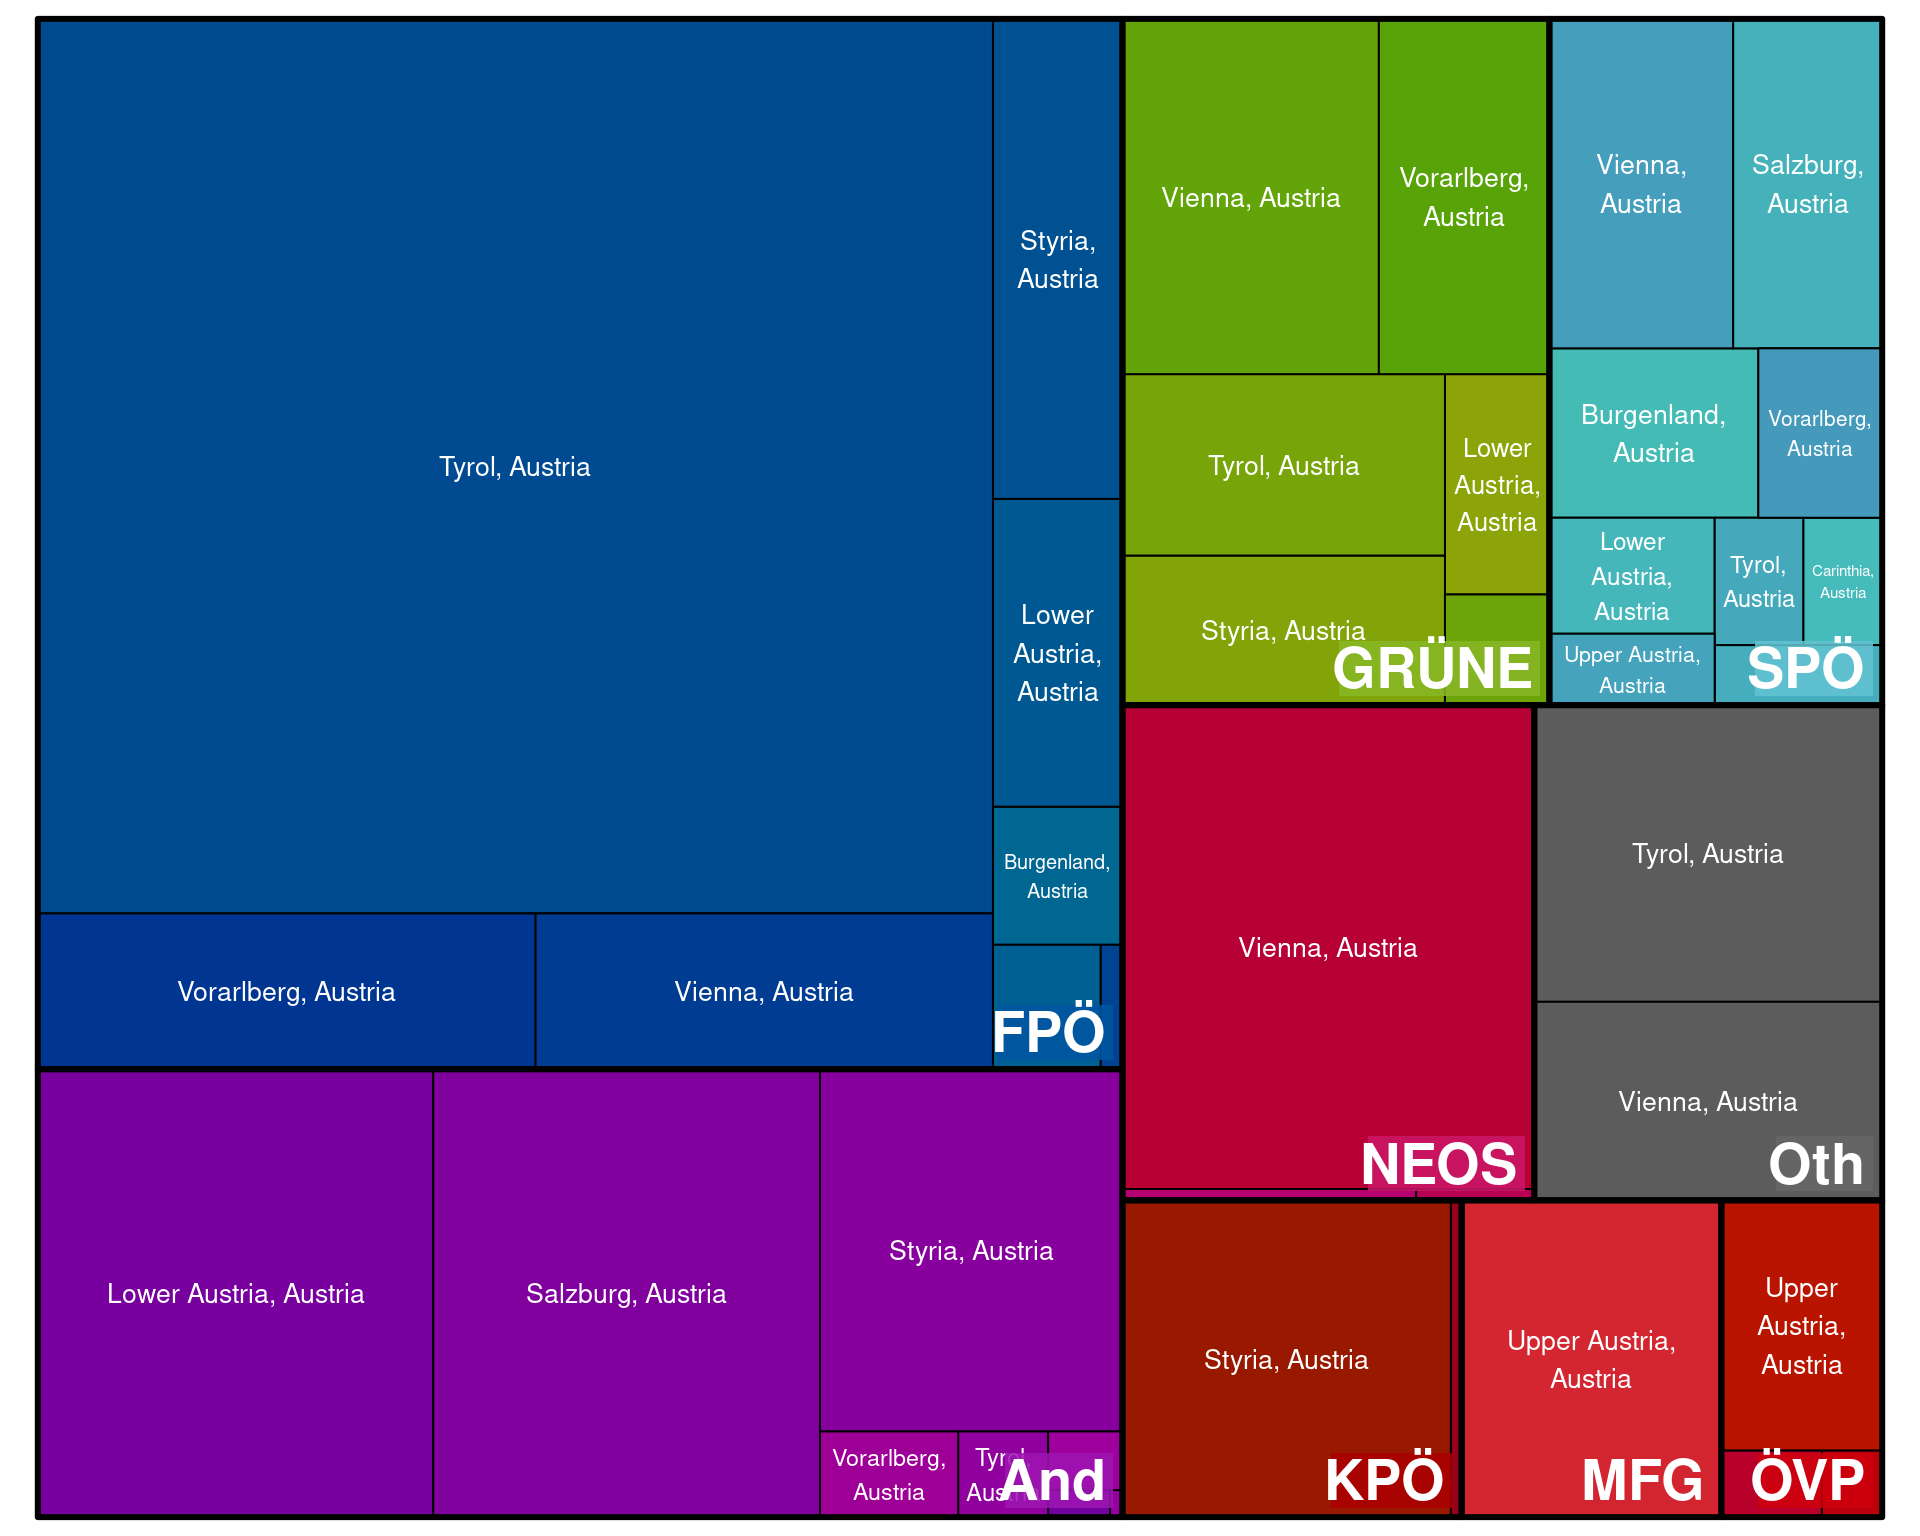 Tyrol, Austria
Styria,
Austria
Lower
Austria,
Austria
Burgenland,
Austria
Vorarlberg, Austria
Vienna, Austria
FPÖ
Lower Austria, Austria
Salzburg, Austria
Styria, Austria
Vorarlberg,
Austria
Tyrol,
Austria
And
Vienna, Austria
Vorarlberg,
Austria
Tyrol, Austria
Lower
Austria,
Austria
Styria, Austria
GRÜNE
Vienna,
Austria
Salzburg,
Austria
Burgenland,
Austria
Vorarlberg,
Austria
Lower
Austria,
Austria
Tyrol,
Austria
Carinthia,
Austria
Upper Austria,
Austria
SPÖ
Vienna, Austria
NEOS
Tyrol, Austria
Vienna, Austria
Oth
Styria, Austria
KPÖ
Upper Austria,
Austria
MFG
Upper
Austria,
Austria
ÖVP